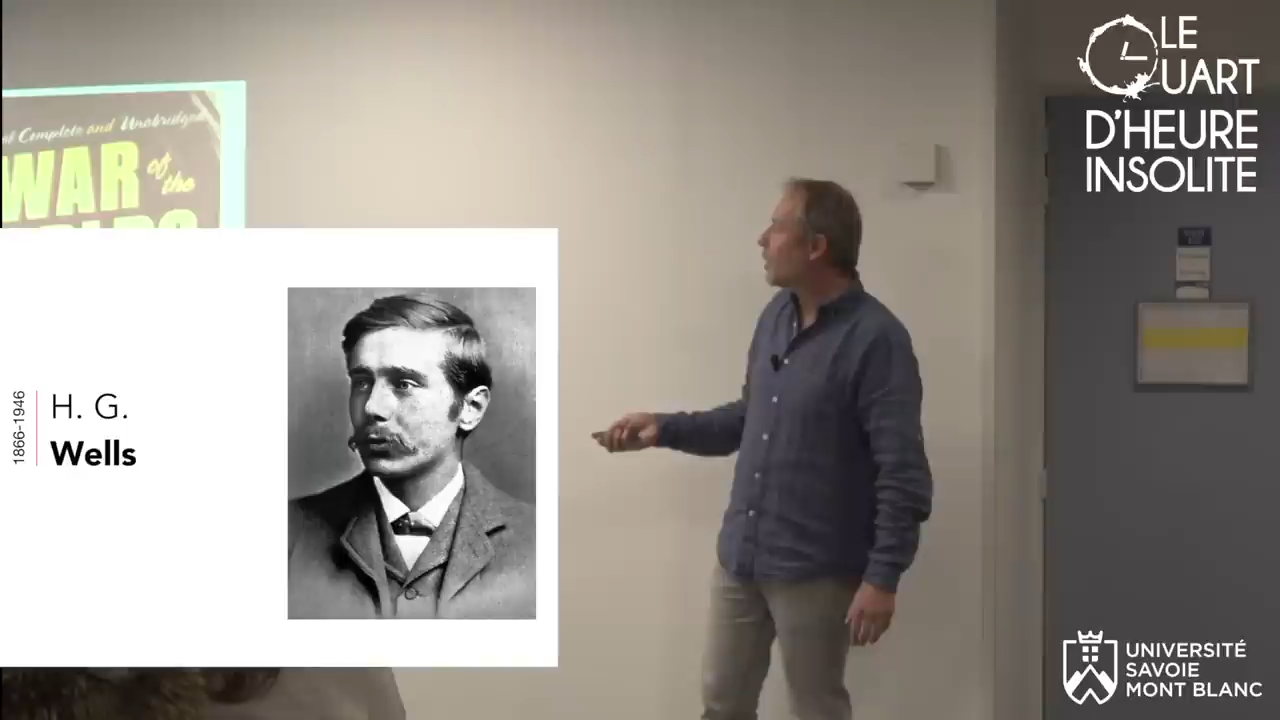 Complete and Unabridged
WAR of the
1866-1946
H. G.
Wells
LE
QUART
D'HEURE
INSOLITE
UNIVERSITÉ
SAVOIE
MONT BLANC